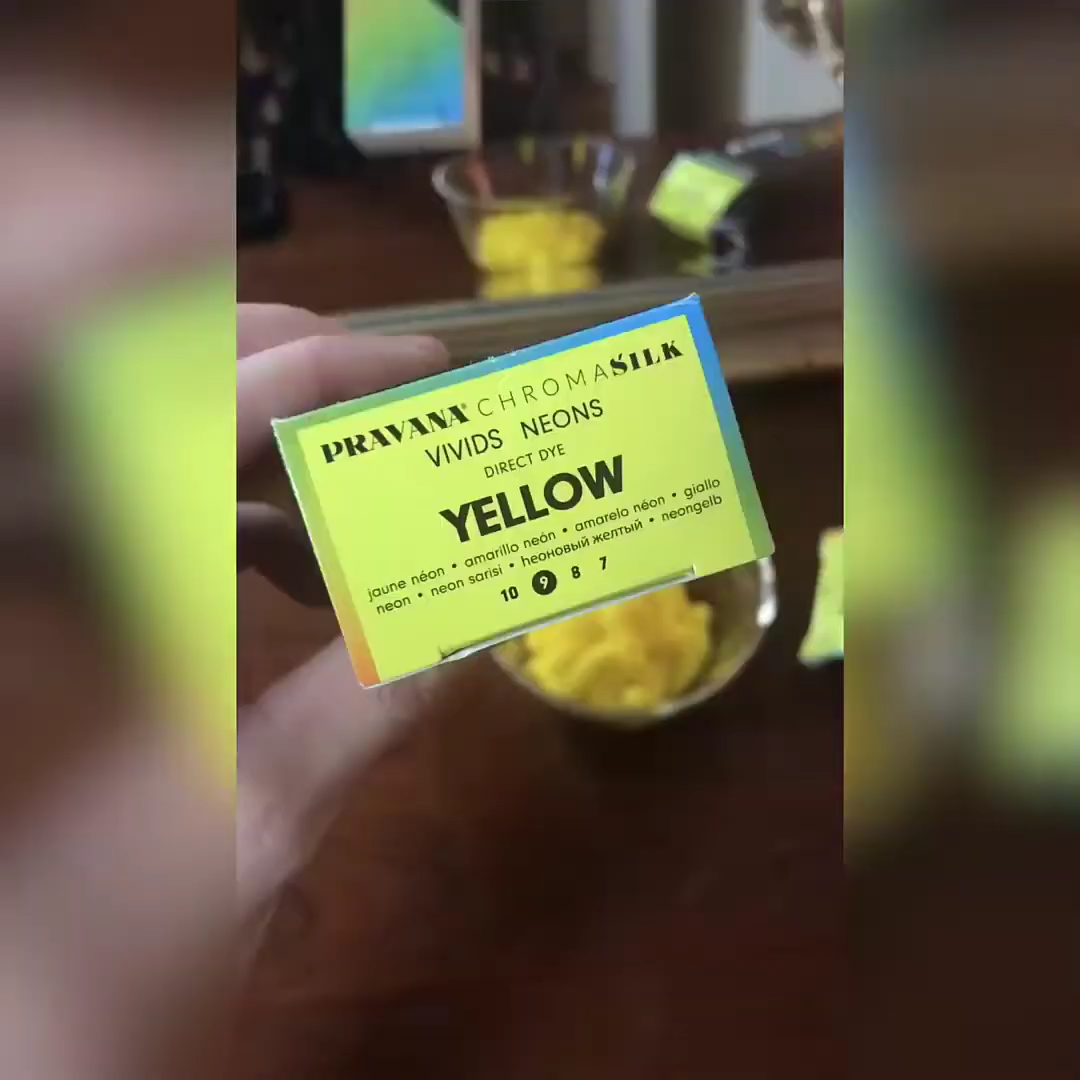 PRAVANA® CHROMASILK
VIVIDS NEONS
DIRECT DYE
YELLOW
jaune néon • amarillo neón • amarelo néon • giallo
neon • neon sarisi • hеоновый желтый • neongelb
10 9 8 7